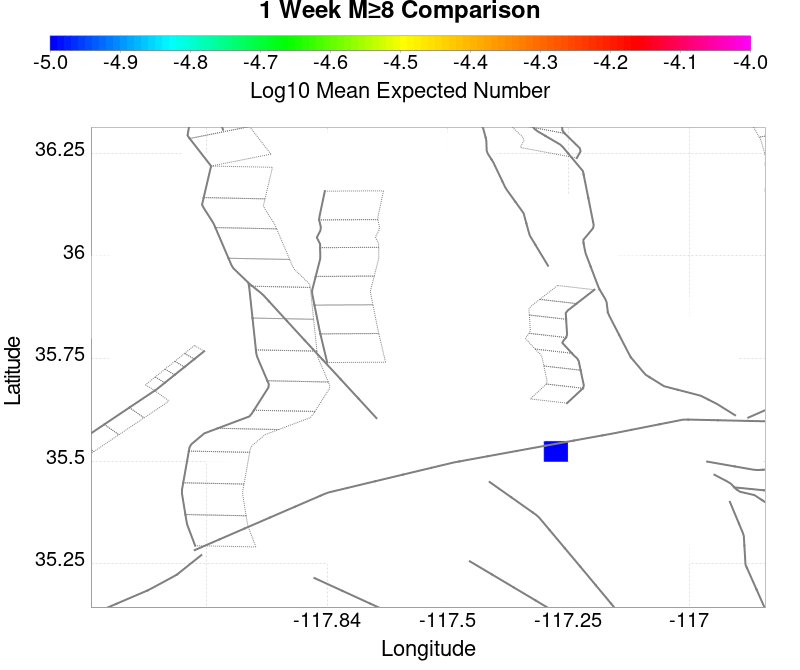 1 Week M≥8 Comparison
-5.0 -4.9 -4.8 -4.7 -4.6 -4.5 -4.4 -4.3 -4.2 -4.1 -4.0
Log10 Mean Expected Number
36.25
36
35.75
35.5
35.25
Latitude
-117.84 -117.5 -117.25 -117
Longitude